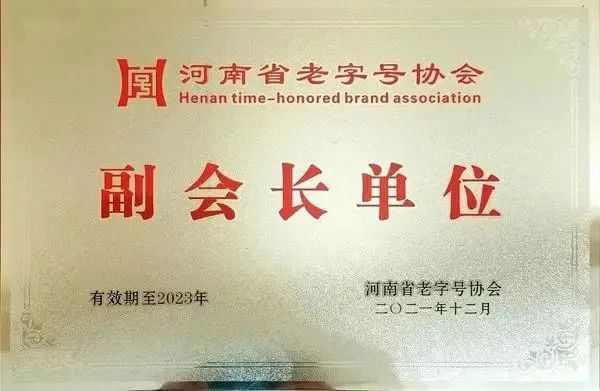 河南省老字号协会
Henan time-honored brand association
副会长单位
有效期至2023年
河南省老字号协会
二〇二一年十二月